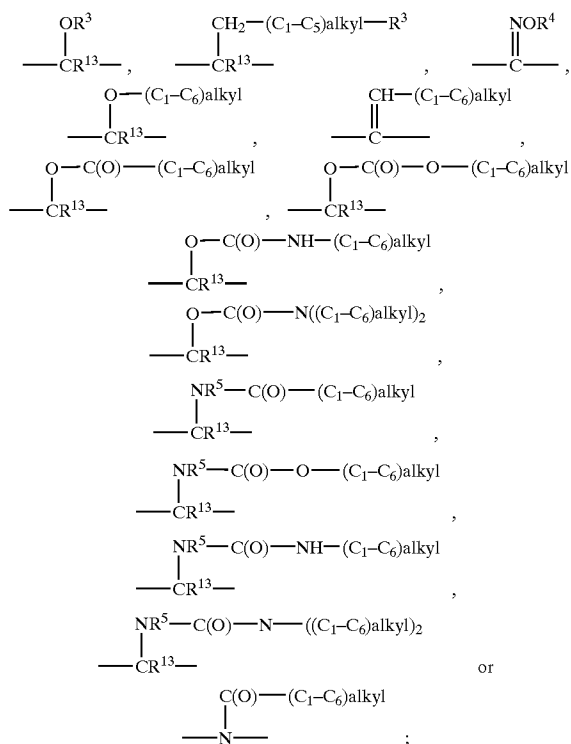 OR³ CH₂—(C₁–C₅)alkyl—R³ NOR⁴
—CR¹³—, —CR¹³—, —C—,
O—(C₁–C₆)alkyl CH—(C₁–C₆)alkyl
—CR¹³—, —C—,
O—C(O)—(C₁–C₆)alkyl O—C(O)—O—(C₁–C₆)alkyl
—CR¹³—, —CR¹³—
O—C(O)—NH—(C₁–C₆)alkyl
—CR¹³—,
O—C(O)—N((C₁–C₆)alkyl)₂
—CR¹³—,
NR⁵—C(O)—(C₁–C₆)alkyl
—CR¹³—,
NR⁵—C(O)—O—(C₁–C₆)alkyl
—CR¹³—,
NR⁵—C(O)—NH—(C₁–C₆)alkyl
—CR¹³—,
NR⁵—C(O)—N—((C₁–C₆)alkyl)₂
—CR¹³— or
C(O)—(C₁–C₆)alkyl
—N— ;